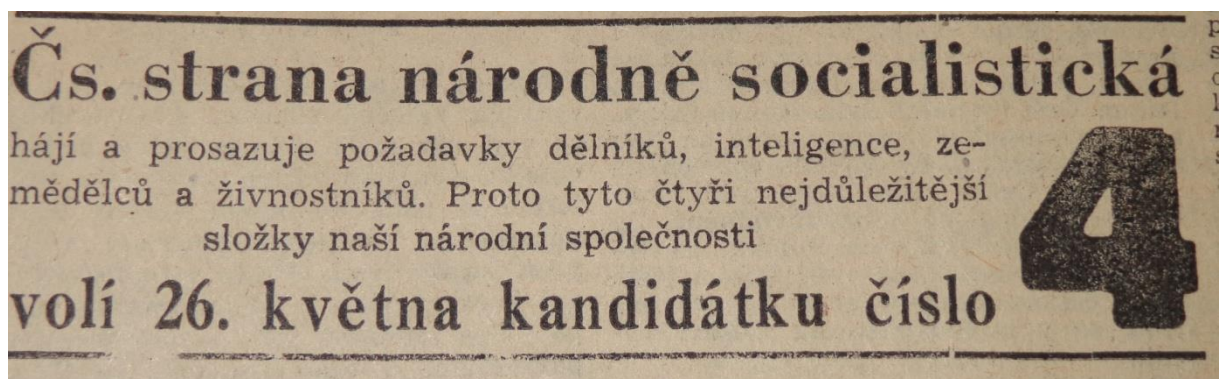 Čs. strana národně socialistická
hájí a prosazuje požadavky dělníků, inteligence, ze-
mědělců a živnostníků. Proto tyto čtyři nejdůležitější
složky naší národní společnosti
volí 26. května kandidátku číslo
4